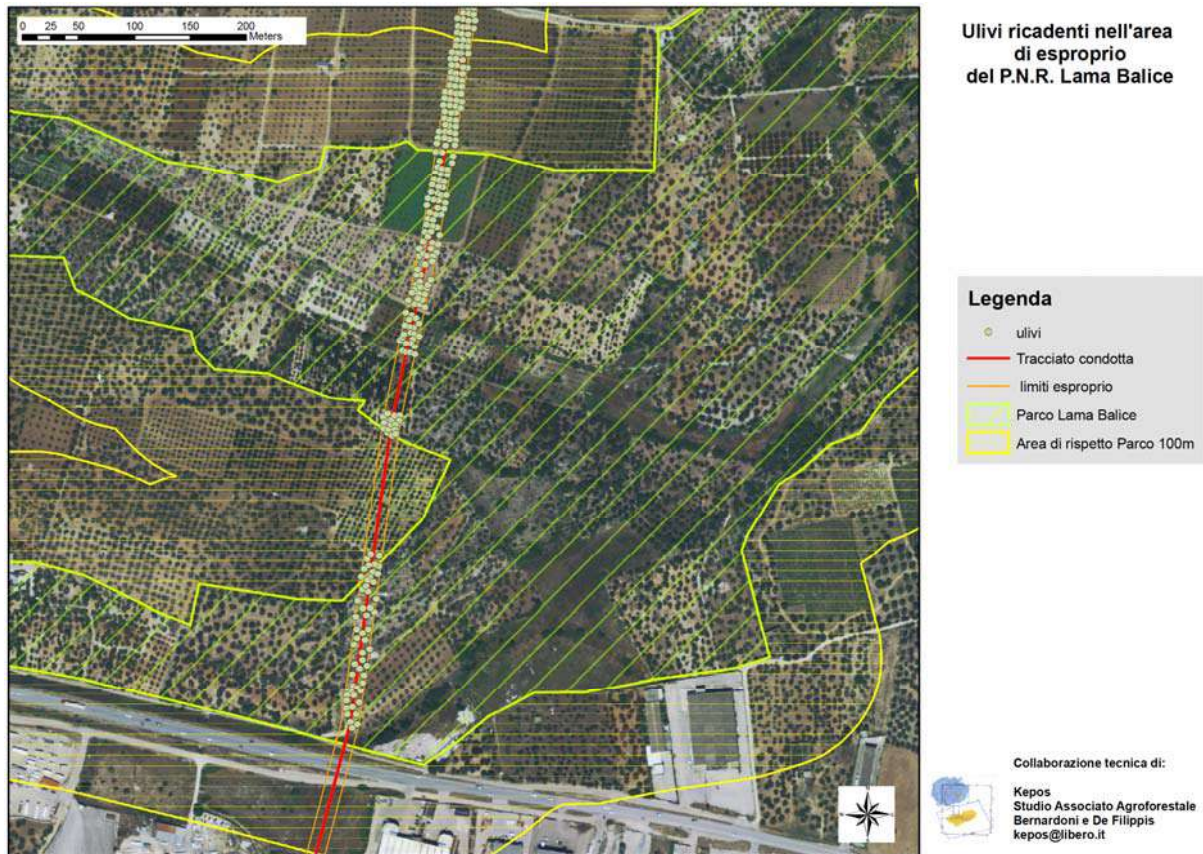 0 25 50 100 150 200
Meters
Ulivi ricadenti nell'area
di esproprio
del P.N.R. Lama Balice
Legenda
ulivi
Tracciato condotta
limiti esproprio
Parco Lama Balice
Area di rispetto Parco 100m
Collaborazione tecnica di:
Kepos
Studio Associato Agroforestale
Bernardoni e De Filippis
kepos@libero.it